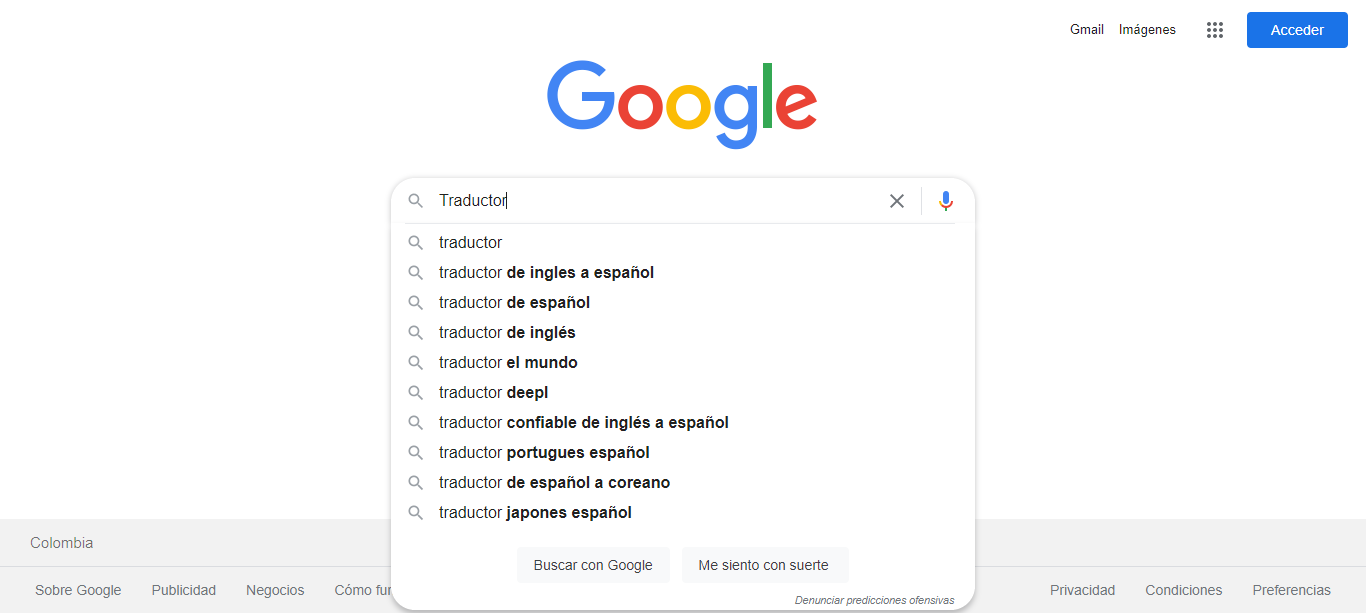 Gmail Imágenes Acceder
Google
Traductor
traductor
traductor de ingles a español
traductor de español
traductor de inglés
traductor el mundo
traductor deepl
traductor confiable de inglés a español
traductor portugues español
traductor de español a coreano
traductor japones español
Colombia
Buscar con Google Me siento con suerte
Sobre Google Publicidad Negocios Cómo Privacidad Condiciones Preferencias
Denunciar predicciones ofensivas